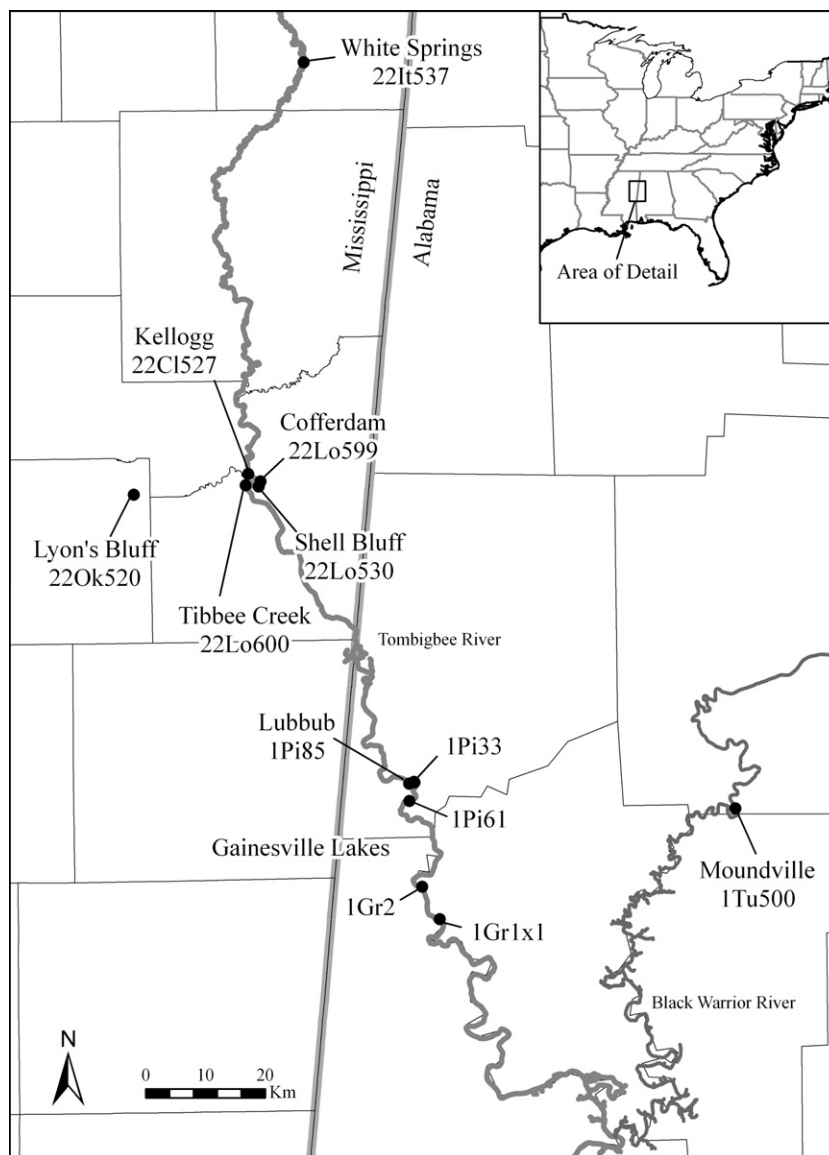 White Springs
22It537
Mississippi
Alabama
Area of Detail
Kellogg
22Cl527
Cofferdam
22Lo599
Lyon's Bluff
22Ok520
Shell Bluff
22Lo530
Tibbee Creek
22Lo600
Tombigbee River
Lubbub
1Pi85
1Pi33
1Pi61
Gainesville Lakes
Moundville
1Tu500
1Gr2
1Gr1x1
Black Warrior River
N
0 10 20
Km